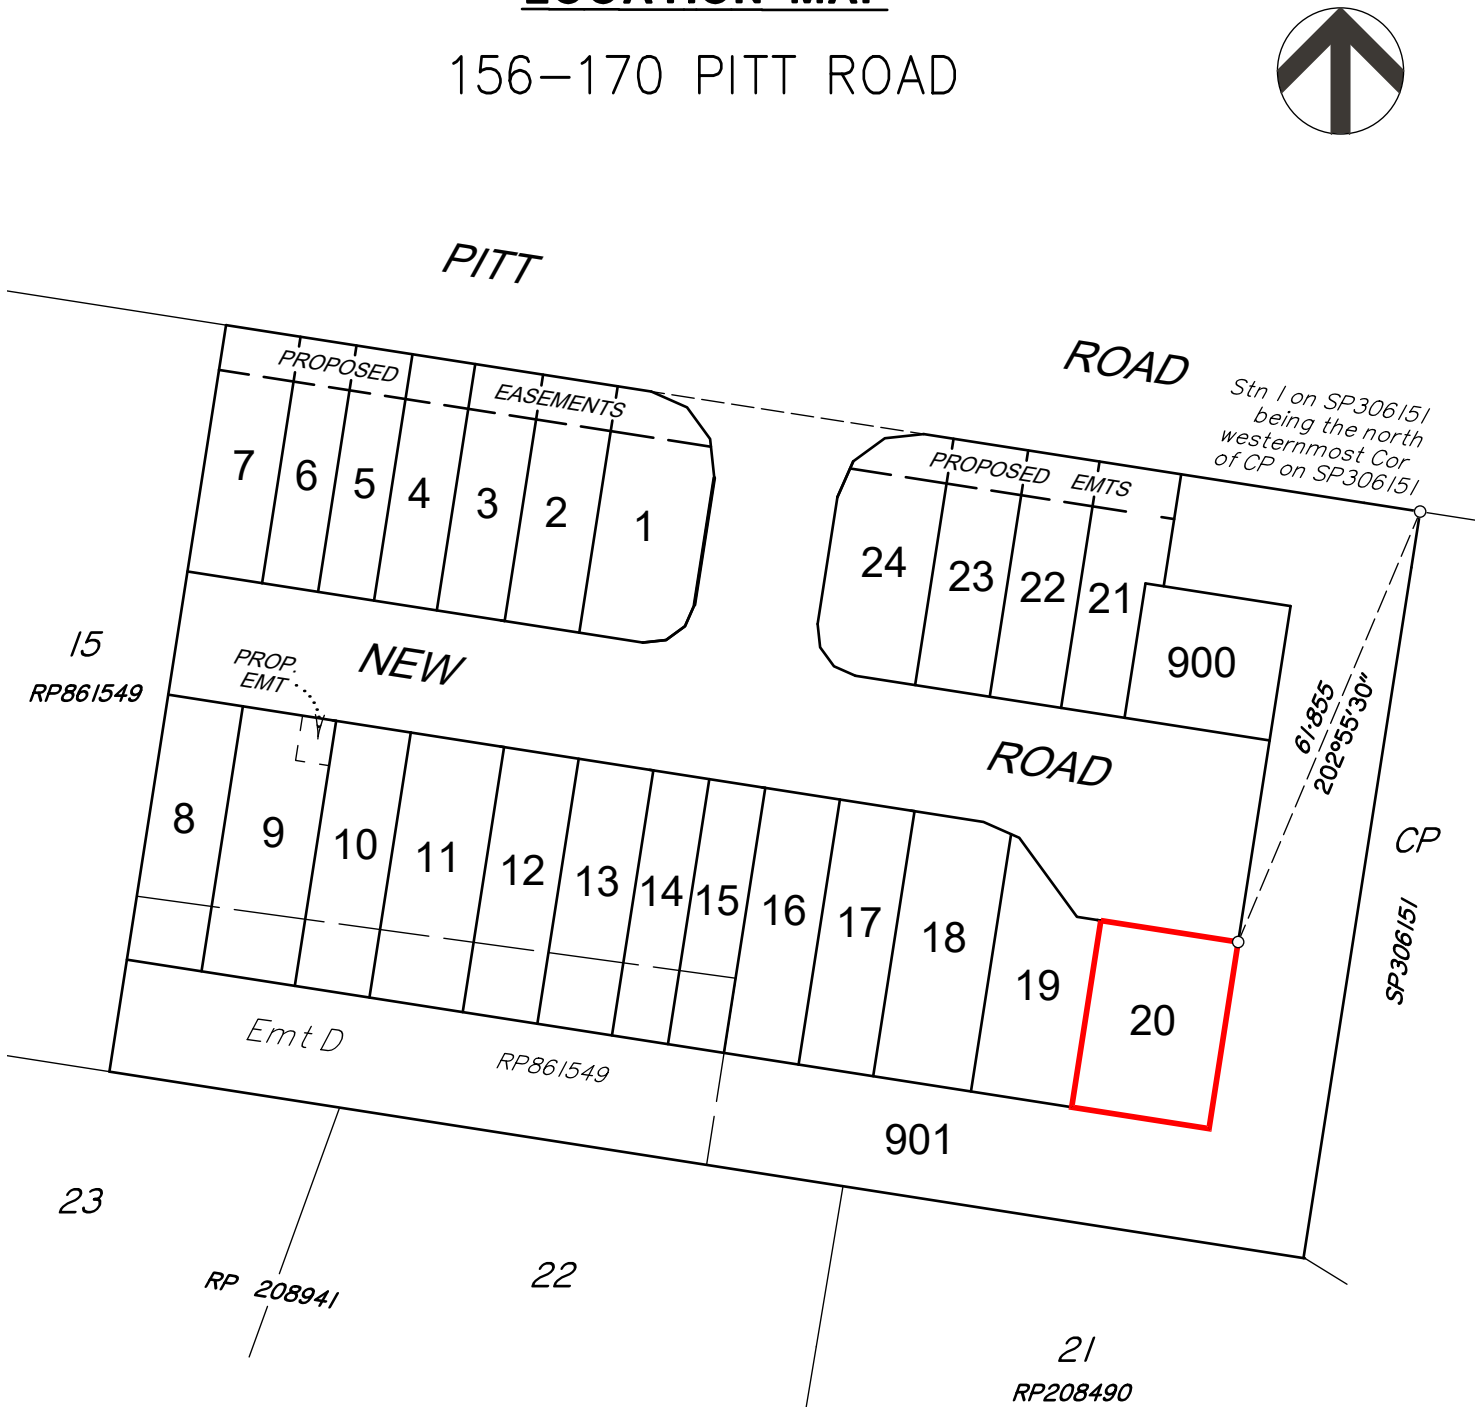 LOCATION MAP
156-170 PITT ROAD
PITT
ROAD
Stn 1 on SP306151
being the north
westernmost Cor
of CP on SP306151
PROPOSED
EASEMENTS
PROPOSED EMTS
7
6
5
4
3
2
1
24
23
22
21
900
15
RP861549
PROP.
EMT
NEW
ROAD
61·855
202°55'30"
8
9
10
11
12
13
14
15
16
17
18
19
20
CP
SP306151
Emt D
RP861549
901
23
RP 208941
22
21
RP208490